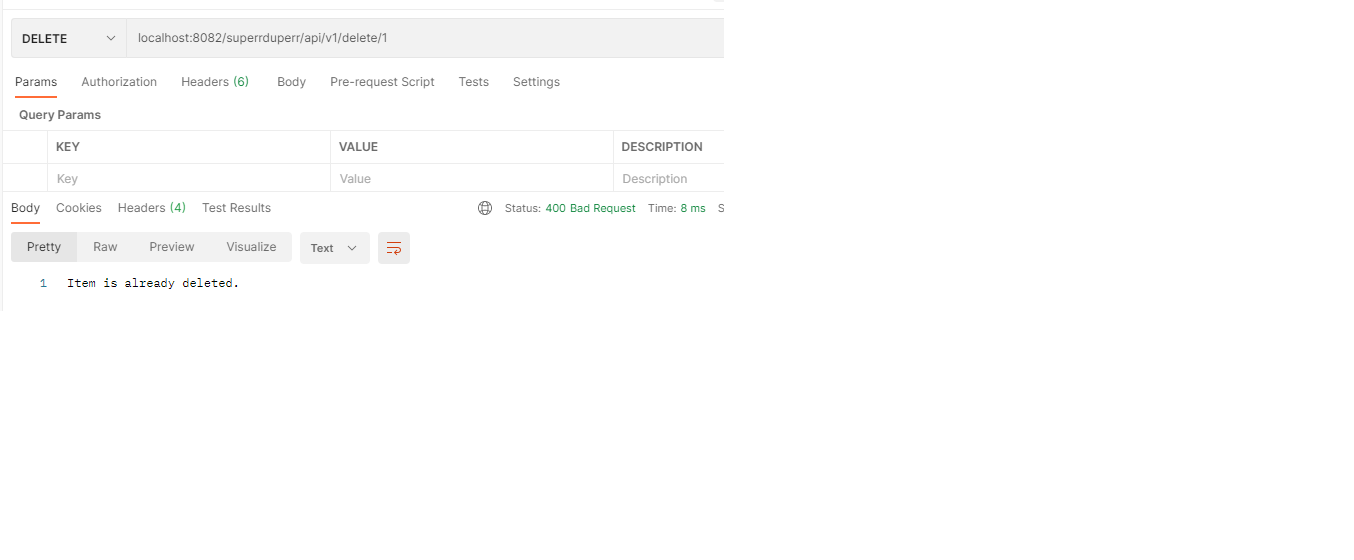 DELETE localhost:8082/superrduperr/api/v1/delete/1
Params Authorization Headers (6) Body Pre-request Script Tests Settings
Query Params
KEY VALUE DESCRIPTION
Key Value Description
Body Cookies Headers (4) Test Results Status: 400 Bad Request Time: 8 ms S
Pretty Raw Preview Visualize Text
1 Item is already deleted.